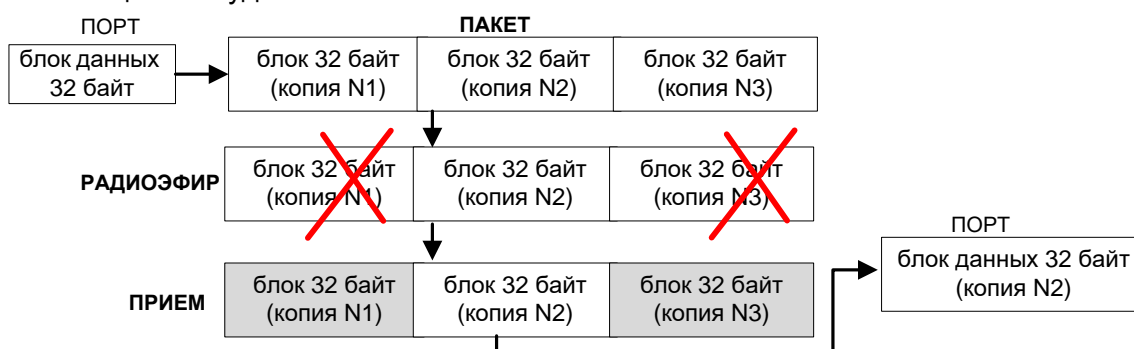 ПОРТ
ПАКЕТ
блок данных
32 байт
блок 32 байт
(копия N1)
блок 32 байт
(копия N2)
блок 32 байт
(копия N3)
РАДИОЭФИР
блок 32 байт
(копия N1)
блок 32 байт
(копия N2)
блок 32 байт
(копия N3)
ПОРТ
блок данных 32 байт
(копия N2)
ПРИЕМ
блок 32 байт
(копия N1)
блок 32 байт
(копия N2)
блок 32 байт
(копия N3)